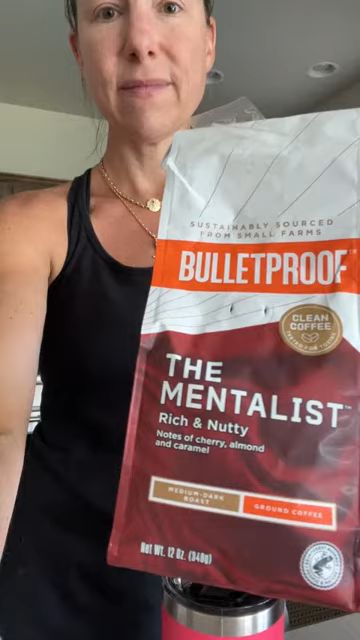 SUSTAINABLY SOURCED
FROM SMALL FARMS
BULLETPROOF
CLEAN
COFFEE
THE
MENTALIST™
Rich & Nutty
Notes of cherry, almond
and caramel
MEDIUM-DARK
ROAST
GROUND COFFEE
Net Wt. 12 Oz. (340g)